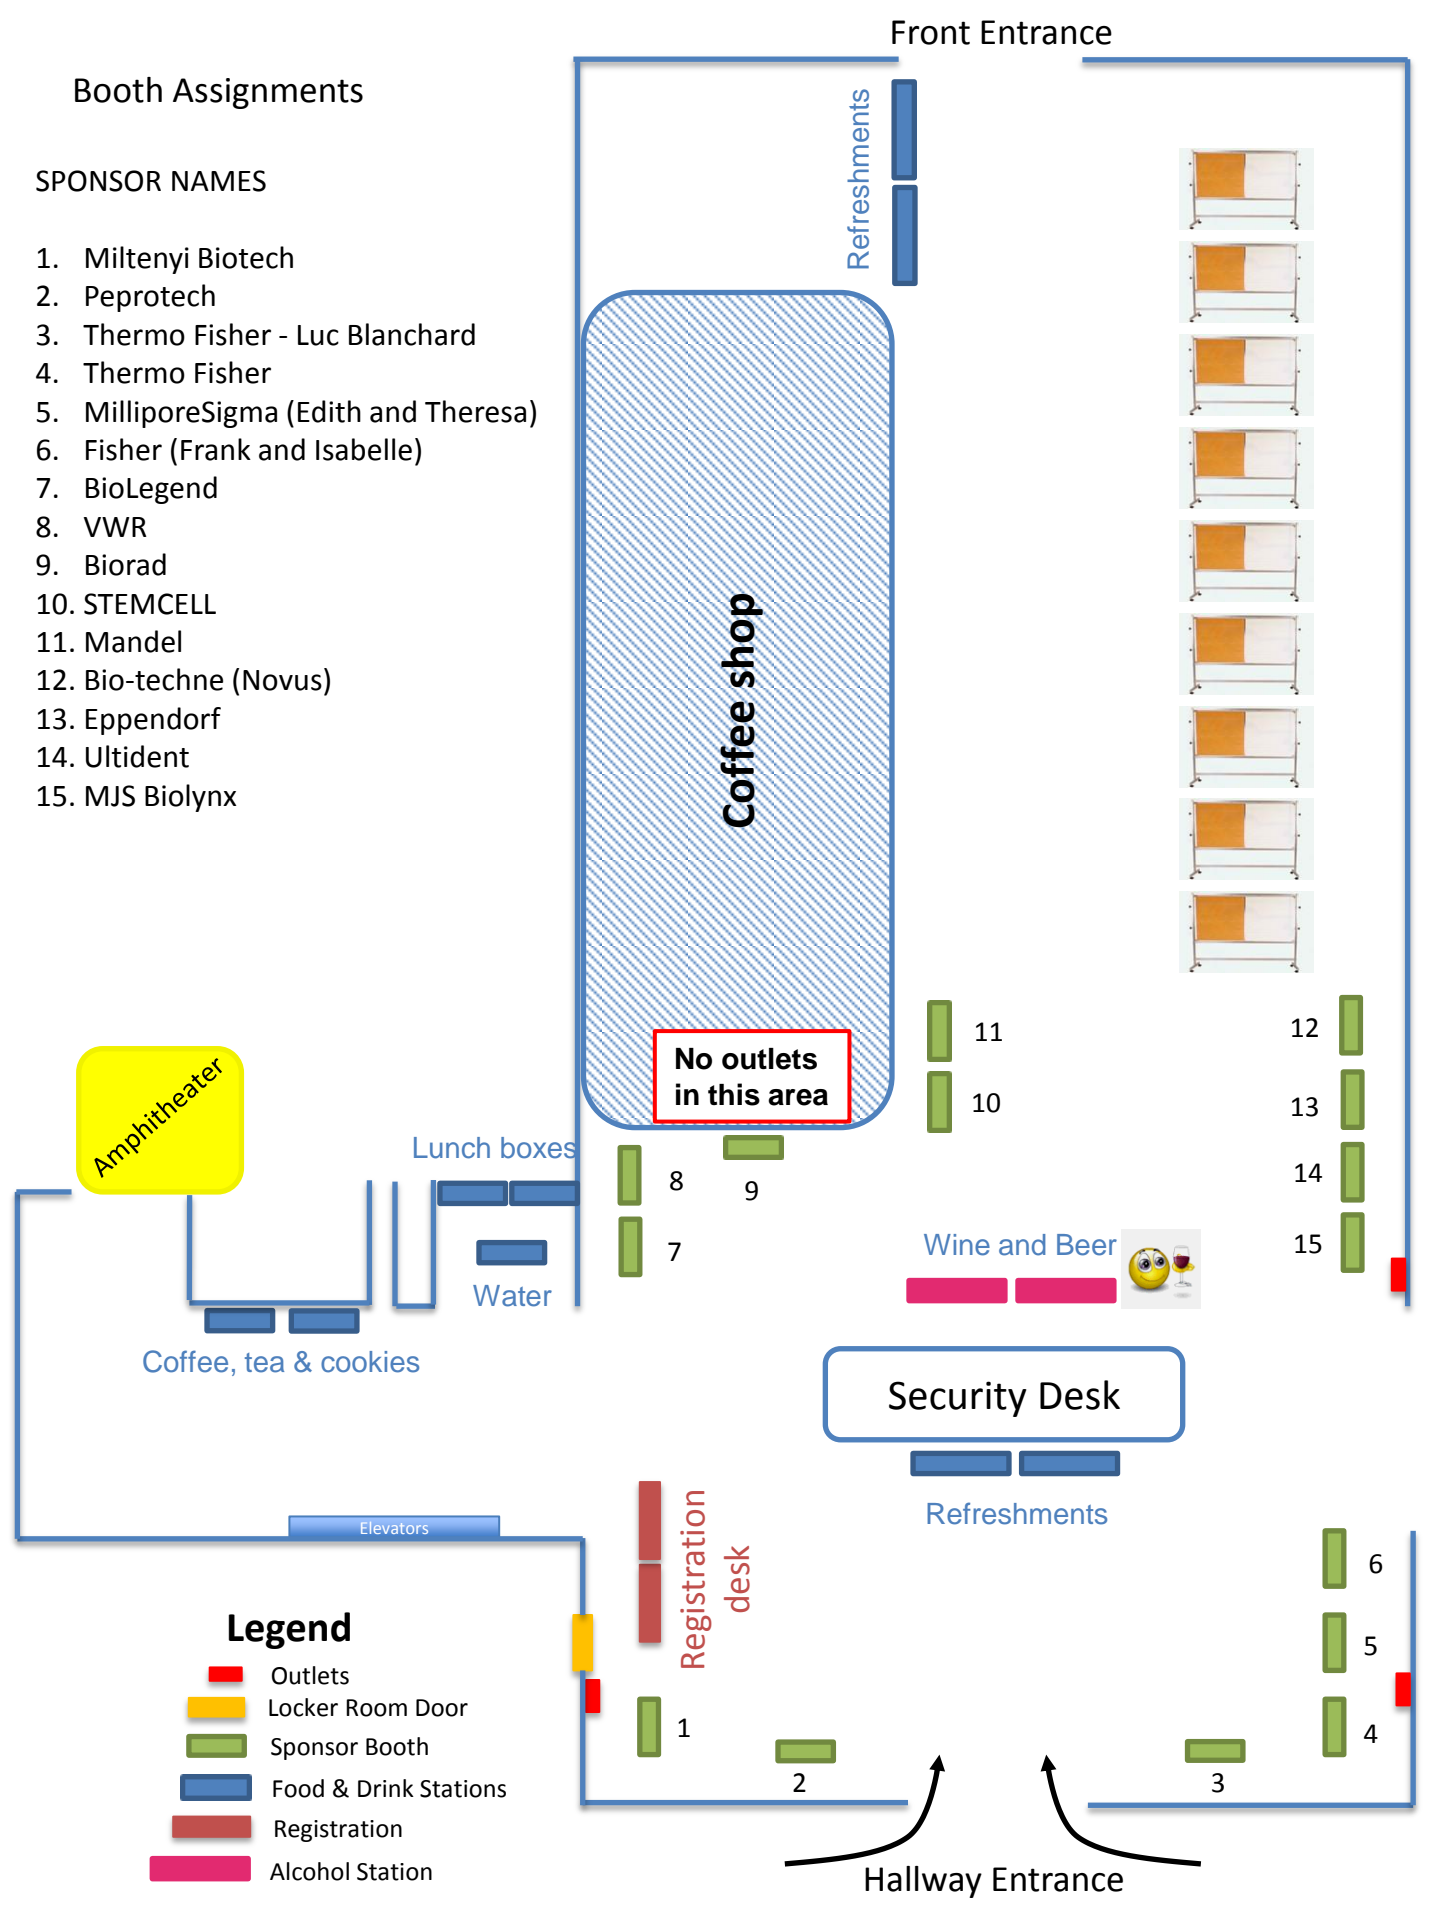 Front Entrance
Booth Assignments
SPONSOR NAMES
1. Miltenyi Biotech
2. Peprotech
3. Thermo Fisher - Luc Blanchard
4. Thermo Fisher
5. MilliporeSigma (Edith and Theresa)
6. Fisher (Frank and Isabelle)
7. BioLegend
8. VWR
9. Biorad
10. STEMCELL
11. Mandel
12. Bio-techne (Novus)
13. Eppendorf
14. Ultident
15. MJS Biolynx
Refreshments
Coffee shop
No outlets
in this area
11
12
10
13
Amphitheater
Lunch boxes
8
9
14
7
Wine and Beer
15
Water
Coffee, tea & cookies
Security Desk
Refreshments
Elevators
Registration
desk
6
5
4
1
2
3
Legend
Outlets
Locker Room Door
Sponsor Booth
Food & Drink Stations
Registration
Alcohol Station
Hallway Entrance